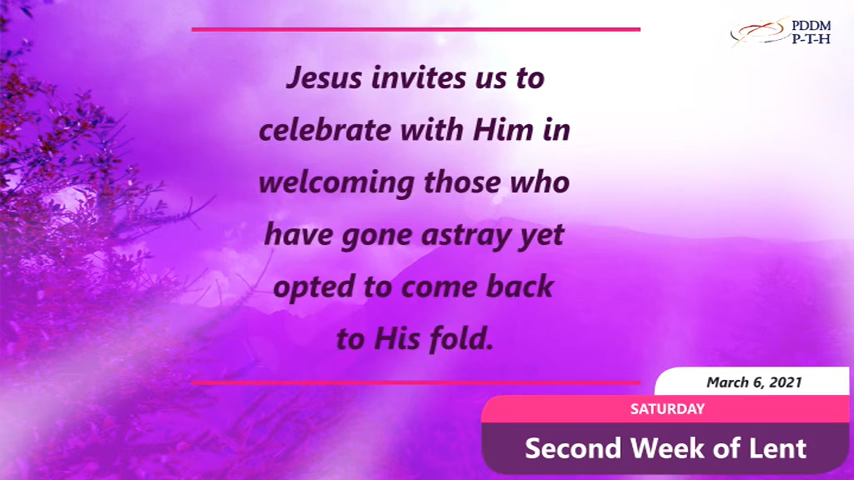 PDDM
P-T-H
Jesus invites us to
celebrate with Him in
welcoming those who
have gone astray yet
opted to come back
to His fold.
March 6, 2021
SATURDAY
Second Week of Lent